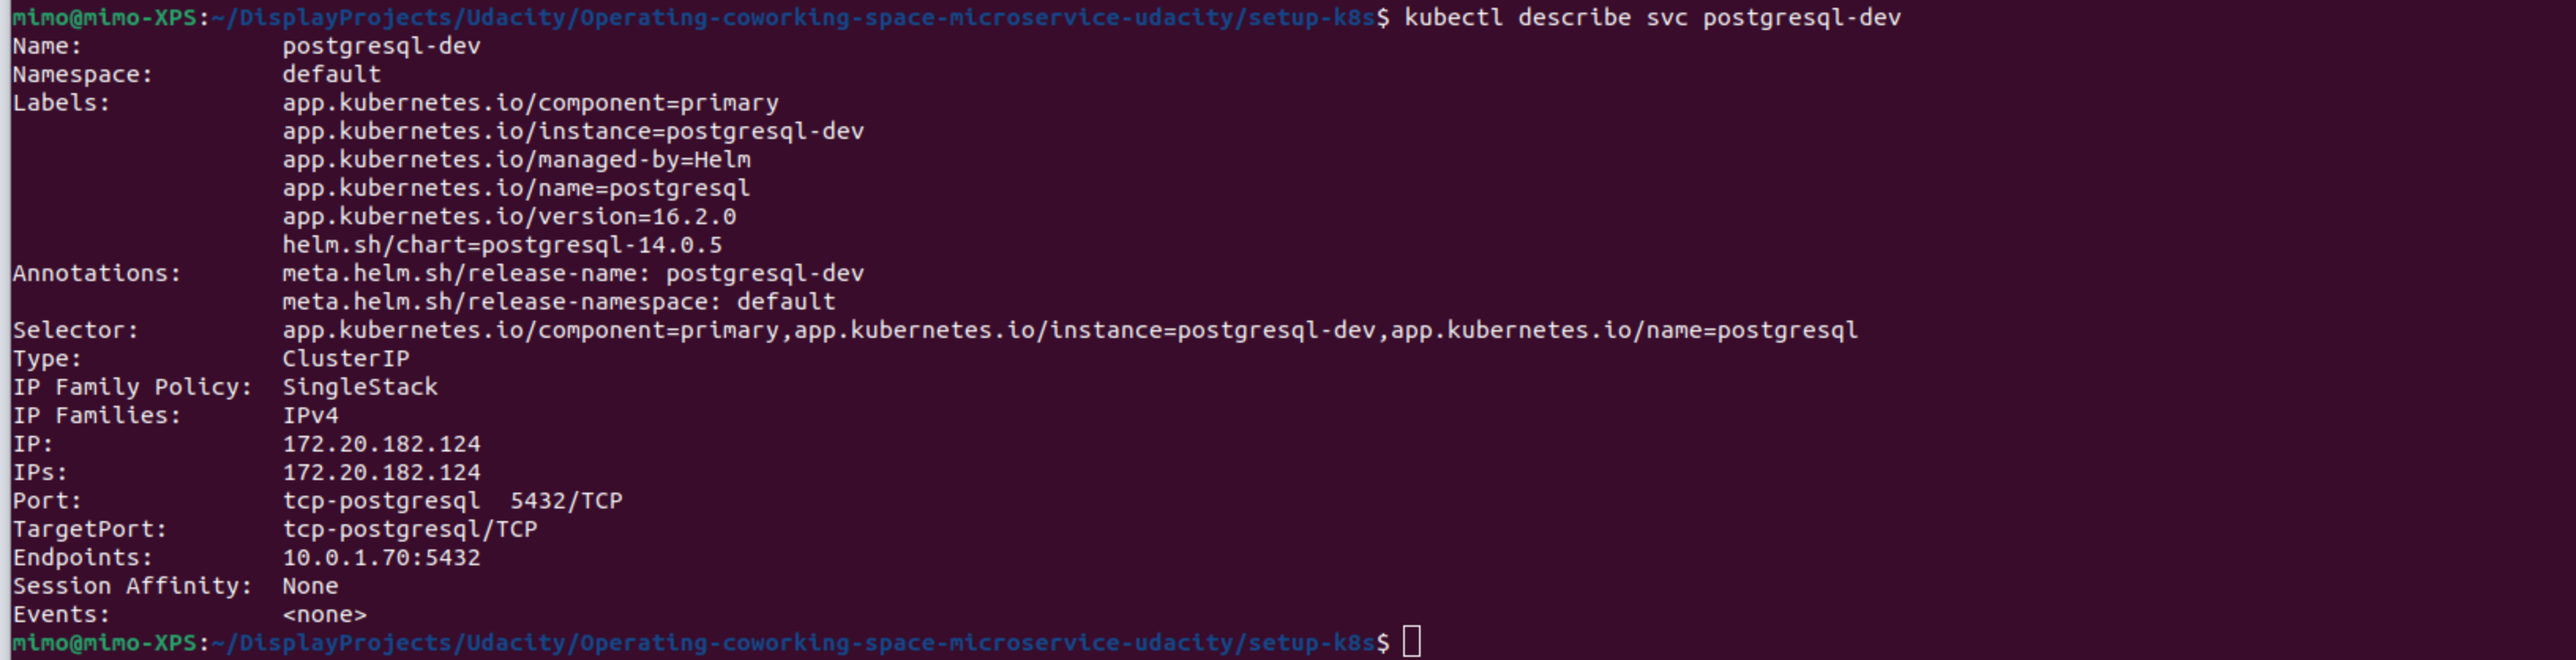 mimo@mimo-XPS:~/DisplayProjects/Udacity/Operating-coworking-space-microservice-udacity/setup-k8s$ kubectl describe svc postgresql-dev
Name:              postgresql-dev
Namespace:         default
Labels:            app.kubernetes.io/component=primary
                   app.kubernetes.io/instance=postgresql-dev
                   app.kubernetes.io/managed-by=Helm
                   app.kubernetes.io/name=postgresql
                   app.kubernetes.io/version=16.2.0
                   helm.sh/chart=postgresql-14.0.5
Annotations:       meta.helm.sh/release-name: postgresql-dev
                   meta.helm.sh/release-namespace: default
Selector:          app.kubernetes.io/component=primary,app.kubernetes.io/instance=postgresql-dev,app.kubernetes.io/name=postgresql
Type:              ClusterIP
IP Family Policy:  SingleStack
IP Families:       IPv4
IP:                172.20.182.124
IPs:               172.20.182.124
Port:              tcp-postgresql  5432/TCP
TargetPort:        tcp-postgresql/TCP
Endpoints:         10.0.1.70:5432
Session Affinity:  None
Events:            <none>
mimo@mimo-XPS:~/DisplayProjects/Udacity/Operating-coworking-space-microservice-udacity/setup-k8s$